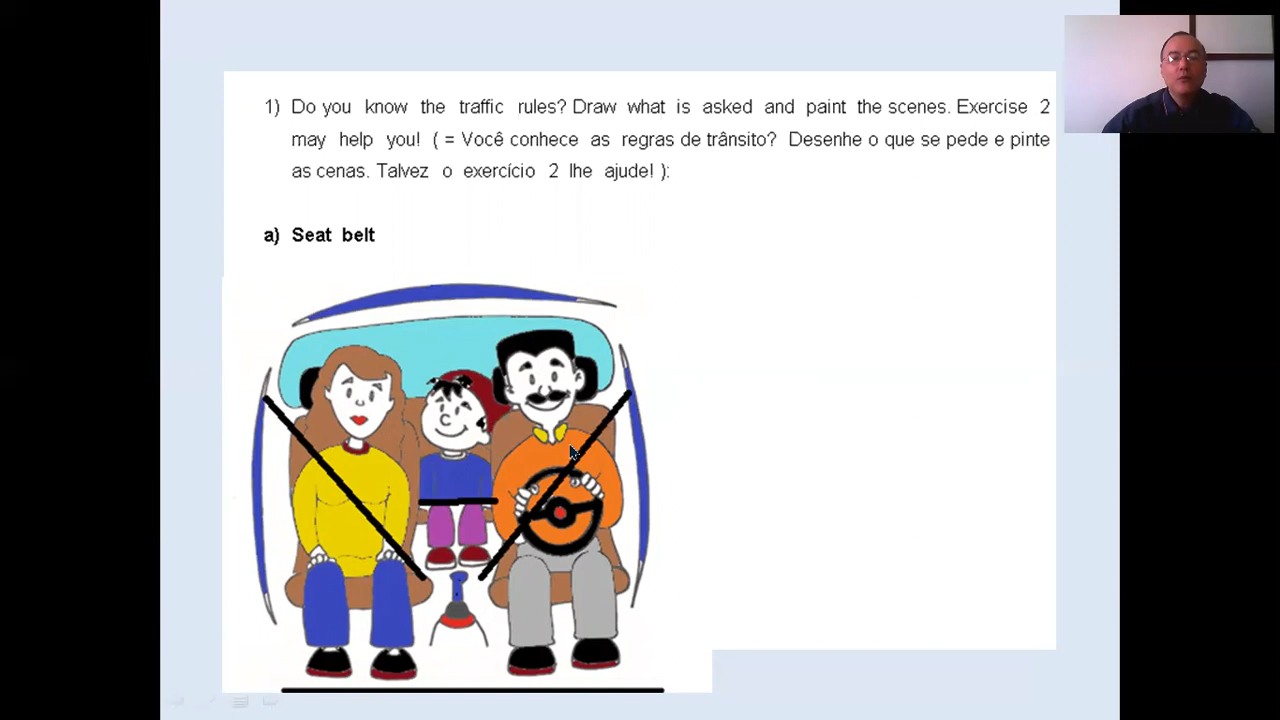 1) Do you know the traffic rules? Draw what is asked and paint the scenes. Exercise 2
may help you! ( = Você conhece as regras de trânsito? Desenhe o que se pede e pinte
as cenas. Talvez o exercício 2 lhe ajude! ):
a) Seat belt